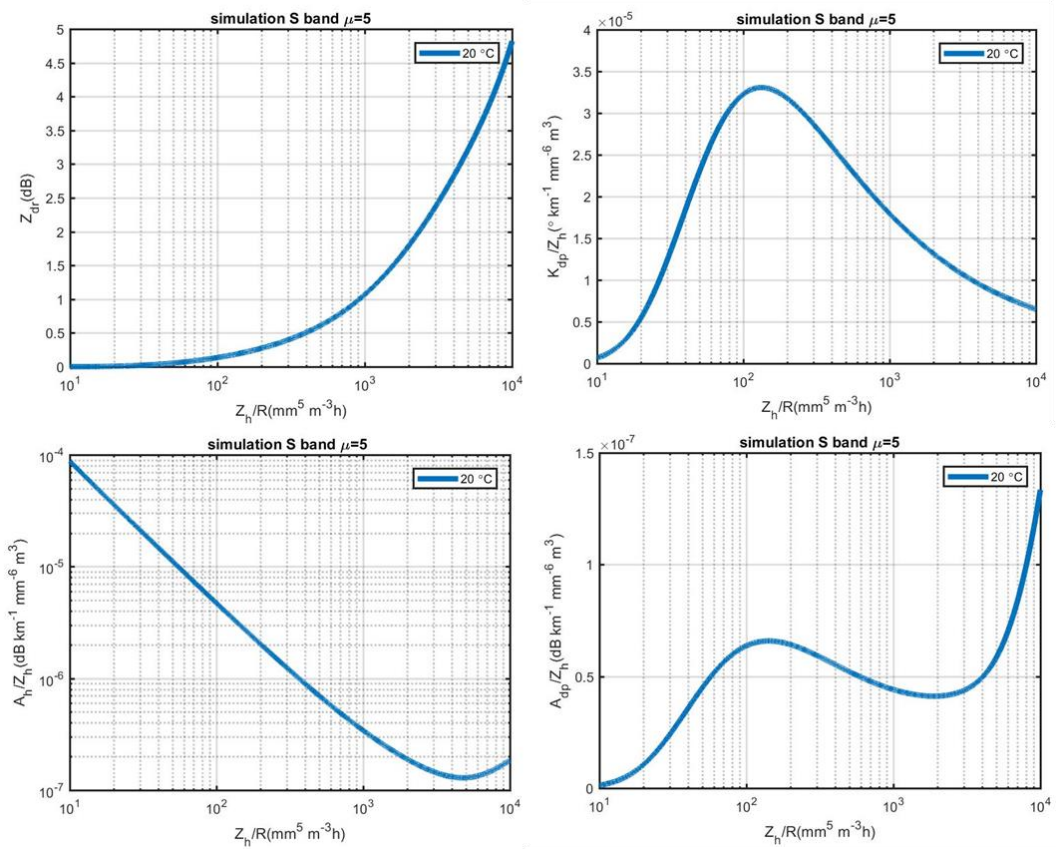 simulation S band μ=5
20 °C
5
4.5
4
3.5
3
2.5
2
1.5
1
0.5
0
Z_dr(dB)
10^1
10^2
10^3
10^4
Z_h/R(mm^5 m^-3h)
simulation S band μ=5
×10^-5
20 °C
4
3.5
3
2.5
2
1.5
1
0.5
0
K_dp/Z_h(° km^-1 mm^-6 m^3)
10^1
10^2
10^3
10^4
Z_h/R(mm^5 m^-3h)
simulation S band μ=5
20 °C
10^-4
10^-5
10^-6
10^-7
A_h/Z_h(dB km^-1 mm^-6 m^3)
10^1
10^2
10^3
10^4
Z_h/R(mm^5 m^-3h)
simulation S band μ=5
×10^-7
20 °C
1.5
1
0.5
0
A_dp/Z_h(dB km^-1 mm^-6 m^3)
10^1
10^2
10^3
10^4
Z_h/R(mm^5 m^-3h)